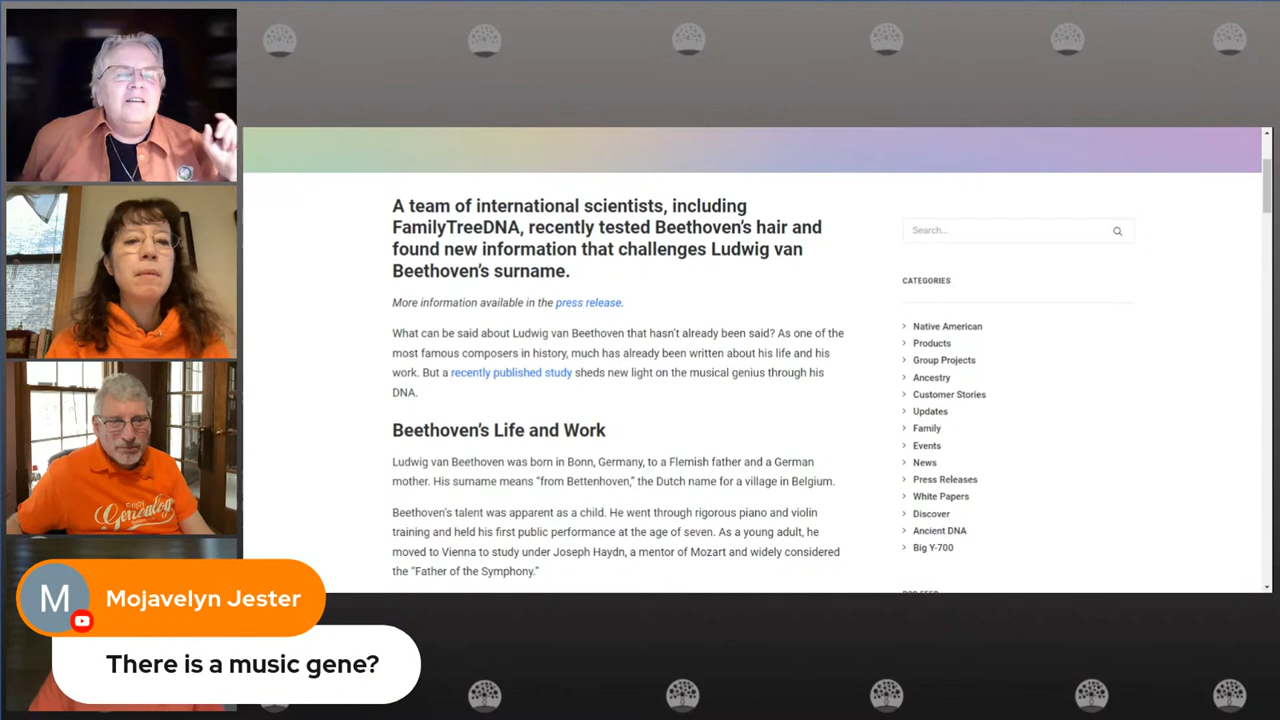 A team of international scientists, including
FamilyTreeDNA, recently tested Beethoven's hair and
found new information that challenges Ludwig van
Beethoven's surname.
More information available in the press release.
What can be said about Ludwig van Beethoven that hasn't already been said? As one of the
most famous composers in history, much has already been written about his life and his
work. But a recently published study sheds new light on the musical genius through his
DNA.
Beethoven's Life and Work
Ludwig van Beethoven was born in Bonn, Germany, to a Flemish father and a German
mother. His surname means "from Bettenhoven," the Dutch name for a village in Belgium.
Beethoven's talent was apparent as a child. He went through rigorous piano and violin
training and held his first public performance at the age of seven. As a young adult, he
moved to Vienna to study under Joseph Haydn, a mentor of Mozart and widely considered
the "Father of the Symphony."
Search...
CATEGORIES
Native American
Products
Group Projects
Ancestry
Customer Stories
Updates
Family
Events
News
Press Releases
White Papers
Discover
Ancient DNA
Big Y-700
Genealogy
M
Mojavelyn Jester
There is a music gene?